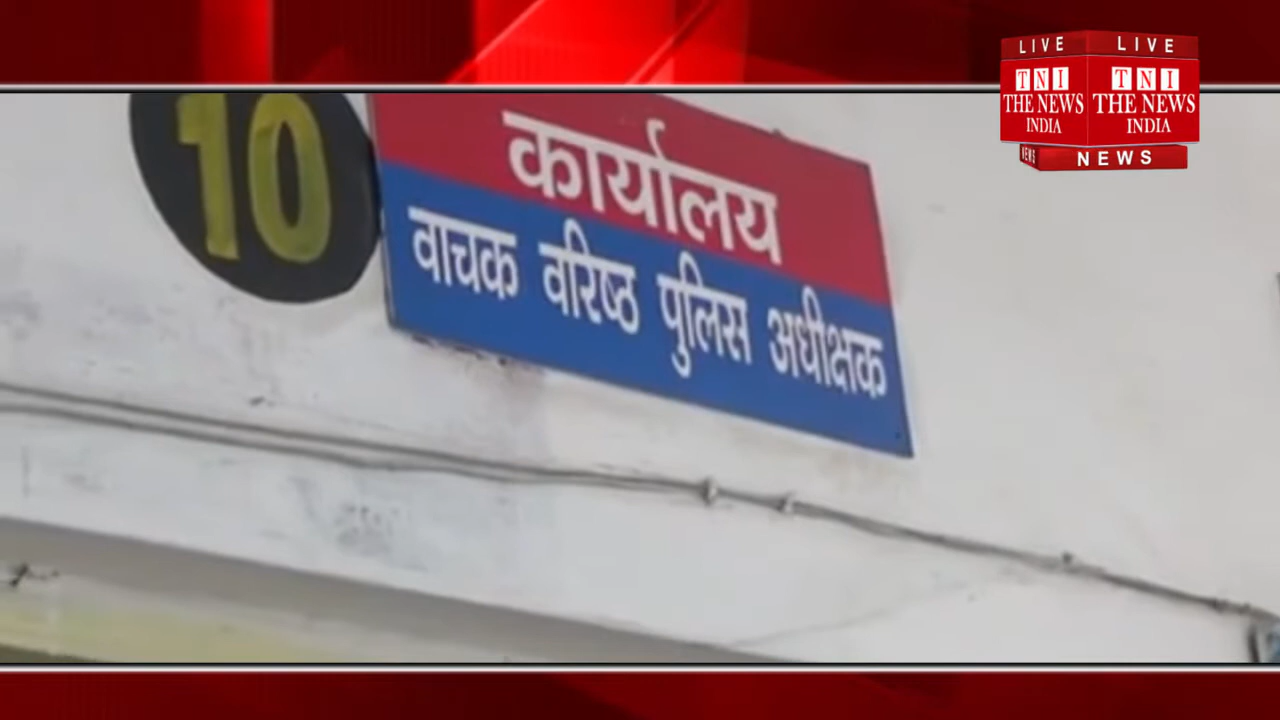 10
कार्यालय
वाचक वरिष्ठ पुलिस अधीक्षक
LIVE LIVE
TNI TNI
THE NEWS THE NEWS
INDIA INDIA
NEWS NEWS